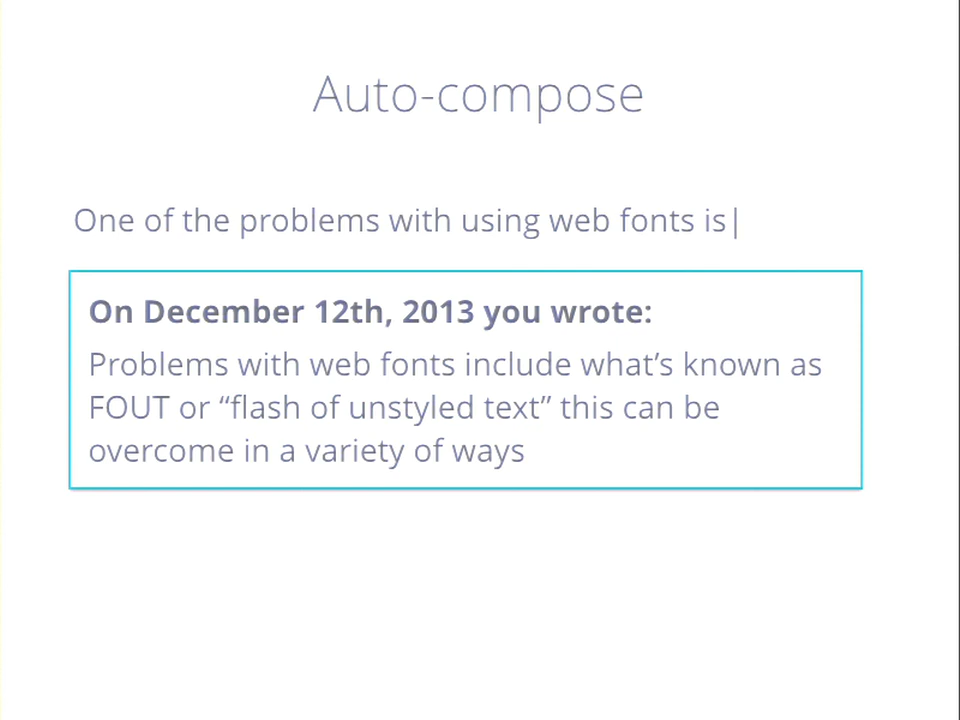 Auto-compose
One of the problems with using web fonts is|
On December 12th, 2013 you wrote:
Problems with web fonts include what’s known as
FOUT or “flash of unstyled text” this can be
overcome in a variety of ways